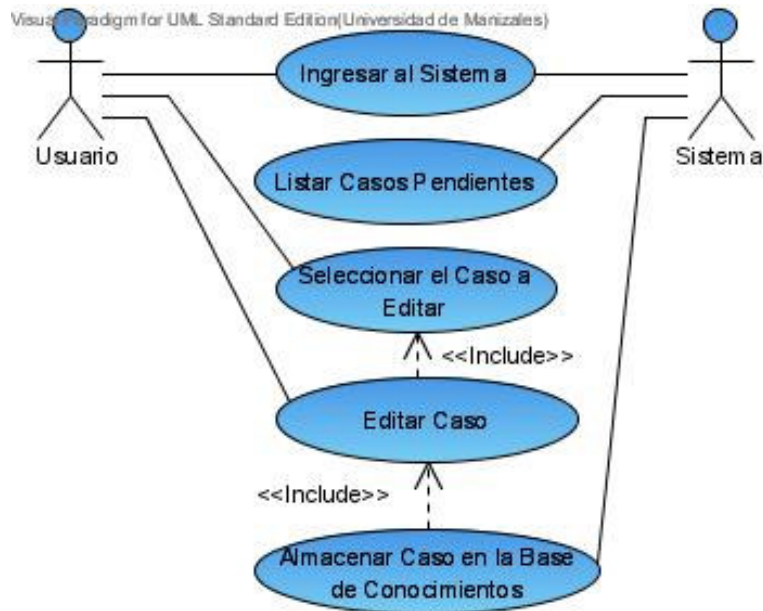 Visual Paradigm for UML Standard Edition(Universidad de Manizales)
Ingresar al Sistema
Usuario
Sistema
Listar Casos Pendientes
Seleccionar el Caso a
Editar
<<Include>>
Editar Caso
<<Include>>
Almacenar Caso en la Base
de Conocimientos